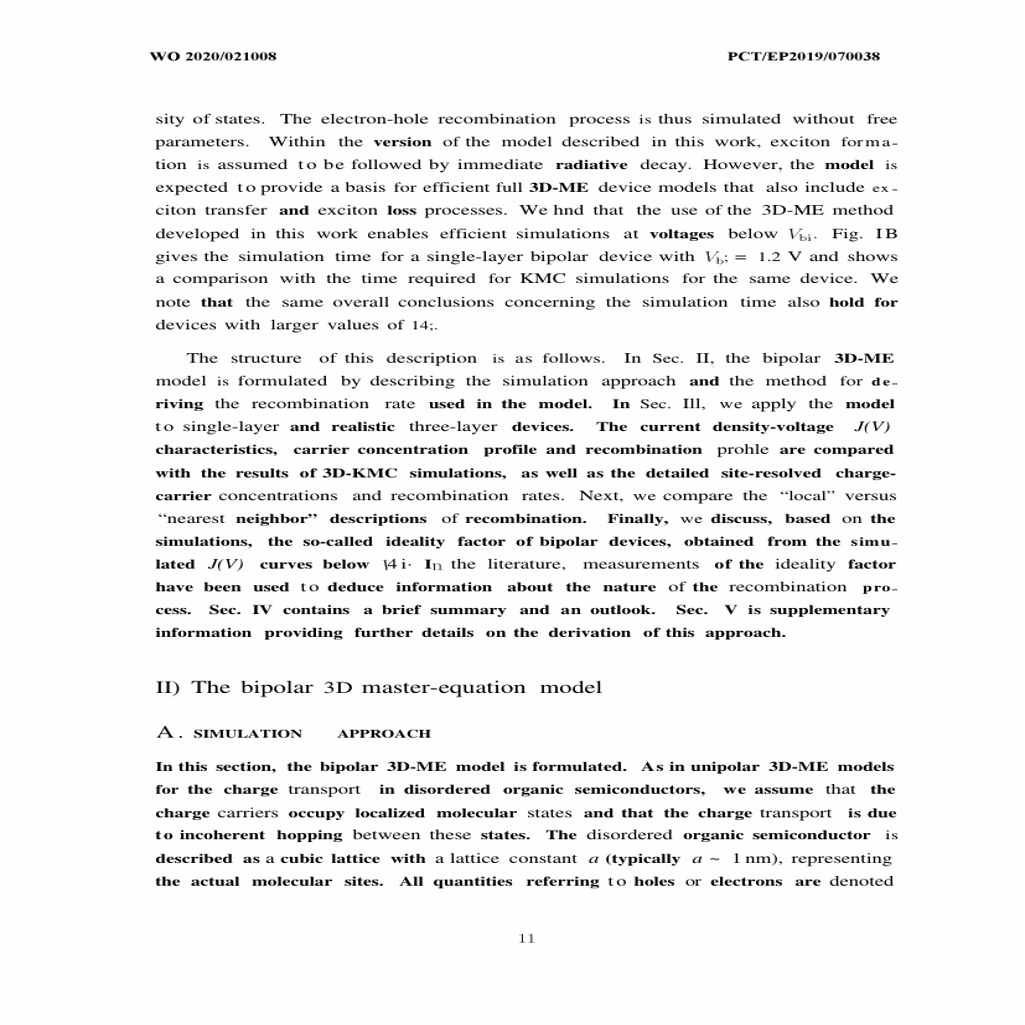 WO 2020/021008 PCT/EP2019/070038
sity of states. The electron-hole recombination process is thus simulated without free
parameters. Within the version of the model described in this work, exciton forma-
tion is assumed to be followed by immediate radiative decay. However, the model is
expected to provide a basis for efficient full 3D-ME device models that also include ex-
citon transfer and exciton loss processes. We hnd that the use of the 3D-ME method
developed in this work enables efficient simulations at voltages below Vbi. Fig. 1B
gives the simulation time for a single-layer bipolar device with Vb; = 1.2 V and shows
a comparison with the time required for KMC simulations for the same device. We
note that the same overall conclusions concerning the simulation time also hold for
devices with larger values of 14;.
The structure of this description is as follows. In Sec. II, the bipolar 3D-ME
model is formulated by describing the simulation approach and the method for de-
riving the recombination rate used in the model. In Sec. Ill, we apply the model
to single-layer and realistic three-layer devices. The current density-voltage J(V)
characteristics, carrier concentration profile and recombination prohle are compared
with the results of 3D-KMC simulations, as well as the detailed site-resolved charge-
carrier concentrations and recombination rates. Next, we compare the “local” versus
“nearest neighbor” descriptions of recombination. Finally, we discuss, based on the
simulations, the so-called ideality factor of bipolar devices, obtained from the simu-
lated J(V) curves below \4i· In the literature, measurements of the ideality factor
have been used to deduce information about the nature of the recombination pro-
cess. Sec. IV contains a brief summary and an outlook. Sec. V is supplementary
information providing further details on the derivation of this approach.
II) The bipolar 3D master-equation model
A. SIMULATION APPROACH
In this section, the bipolar 3D-ME model is formulated. As in unipolar 3D-ME models
for the charge transport in disordered organic semiconductors, we assume that the
charge carriers occupy localized molecular states and that the charge transport is due
to incoherent hopping between these states. The disordered organic semiconductor is
described as a cubic lattice with a lattice constant a (typically a ~ 1 nm), representing
the actual molecular sites. All quantities referring to holes or electrons are denoted
11